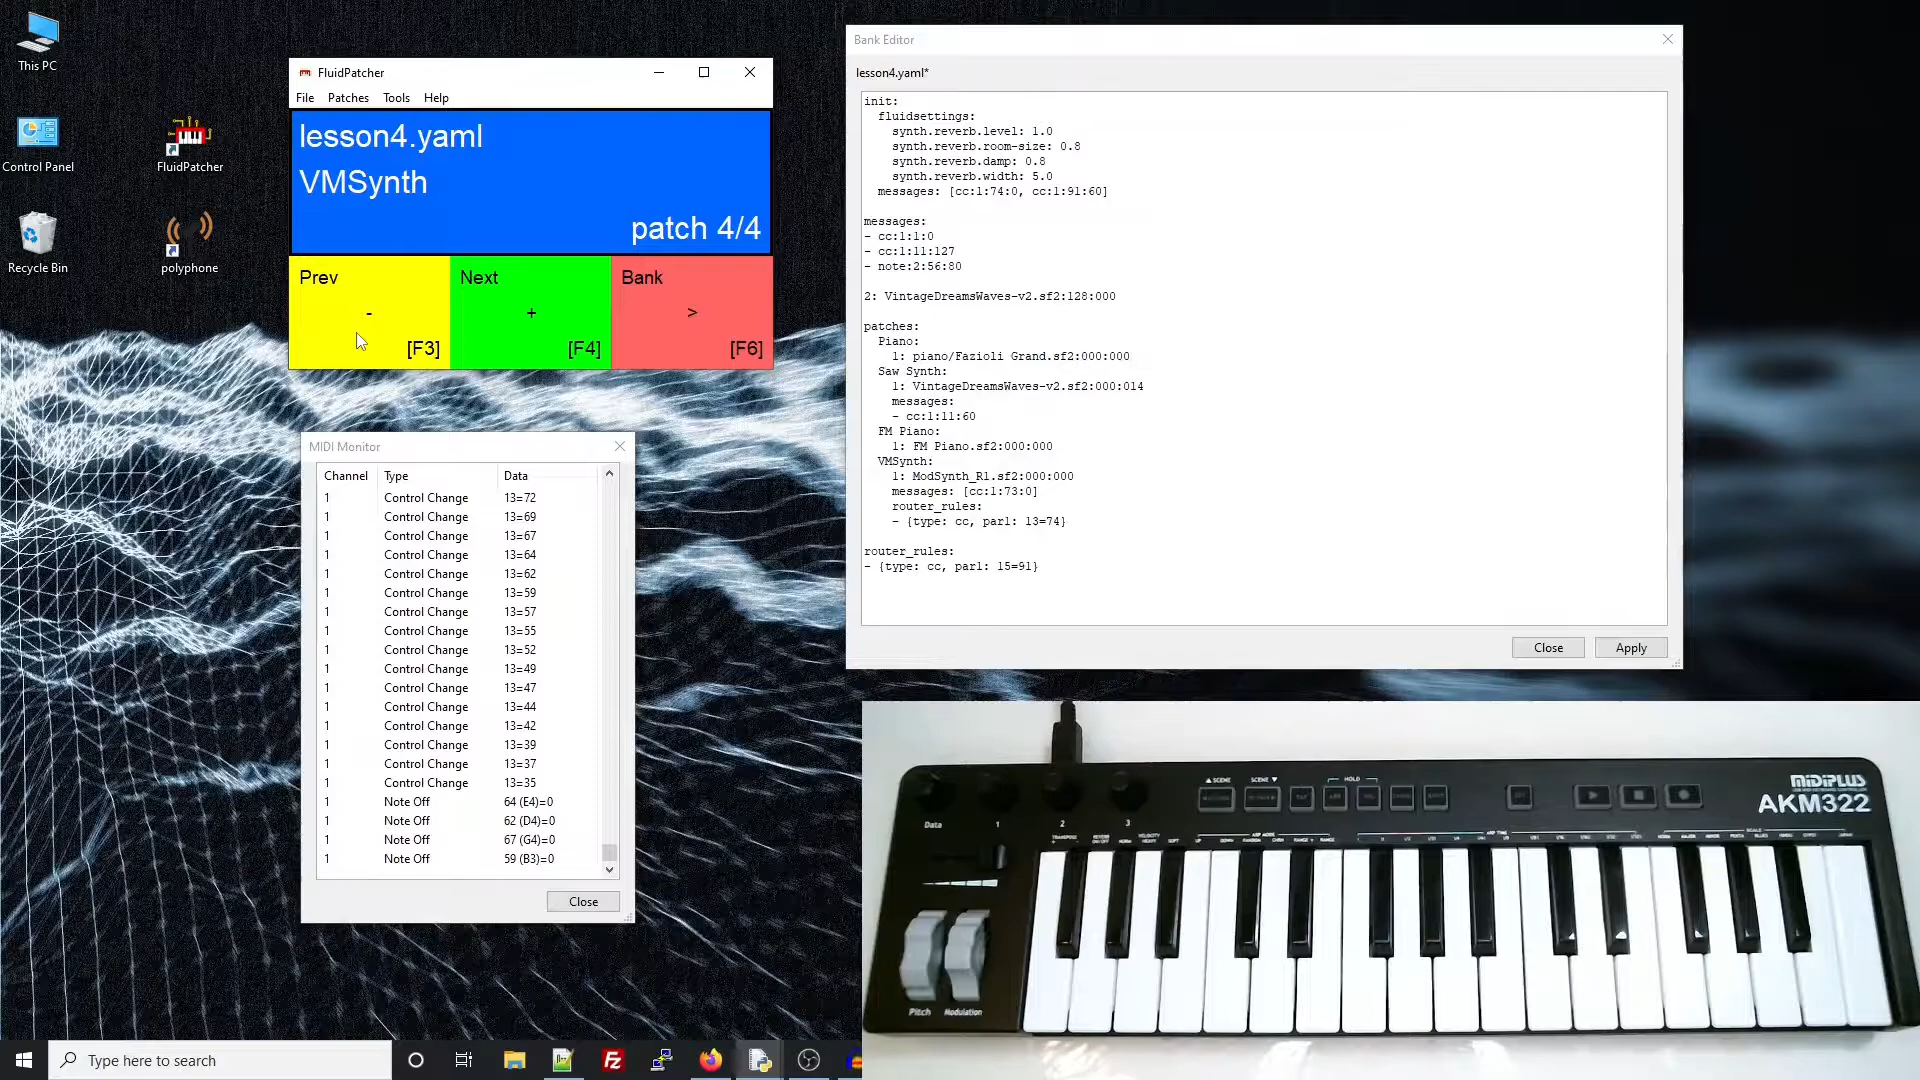 This PC
Control Panel
FluidPatcher
Recycle Bin
polyphone
FluidPatcher
File Patches Tools Help
lesson4.yaml
VMSynth
patch 4/4
Prev
-
[F3]
Next
+
[F4]
Bank
>
[F6]
MIDI Monitor
Channel Type Data
1 Control Change 13=72
1 Control Change 13=69
1 Control Change 13=67
1 Control Change 13=64
1 Control Change 13=62
1 Control Change 13=59
1 Control Change 13=57
1 Control Change 13=55
1 Control Change 13=52
1 Control Change 13=49
1 Control Change 13=47
1 Control Change 13=44
1 Control Change 13=42
1 Control Change 13=39
1 Control Change 13=37
1 Control Change 13=35
1 Note Off 64 (E4)=0
1 Note Off 62 (D4)=0
1 Note Off 67 (G4)=0
1 Note Off 59 (B3)=0
Close
Bank Editor
lesson4.yaml*
init:
fluidsettings:
synth.reverb.level: 1.0
synth.reverb.room-size: 0.8
synth.reverb.damp: 0.8
synth.reverb.width: 5.0
messages: [cc:1:74:0, cc:1:91:60]
messages:
- cc:1:1:0
- cc:1:11:127
- note:2:56:80
2: VintageDreamsWaves-v2.sf2:128:000
patches:
Piano:
1: piano/Fazioli Grand.sf2:000:000
Saw Synth:
1: VintageDreamsWaves-v2.sf2:000:014
messages:
- cc:1:11:60
FM Piano:
1: FM Piano.sf2:000:000
VMSynth:
1: ModSynth_R1.sf2:000:000
messages: [cc:1:73:0]
router_rules:
- {type: cc, par1: 13=74}
router_rules:
- {type: cc, par1: 15=91}
Close Apply
▲SCENE SCENE▼ HOLD
MIDIPLUS
AKM322
Data 1 2 3
Pitch Modulation
Type here to search